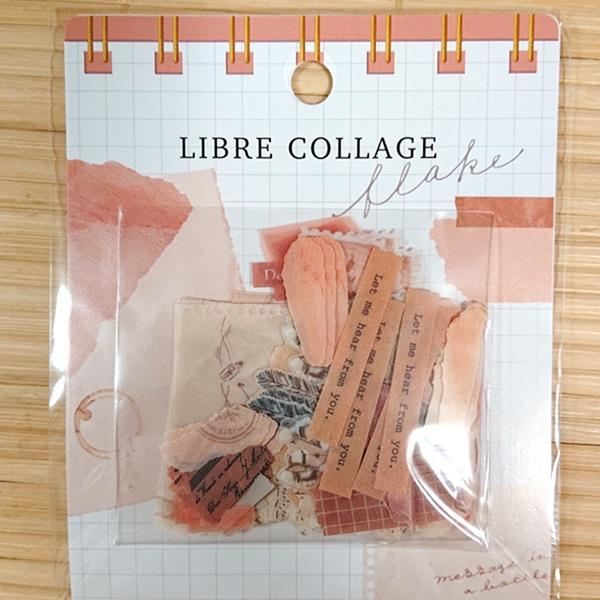 LIBRE COLLAGE
flake
Let me hear from you.
Let me hear from you.
Let me hear from you.
message in
a bottle